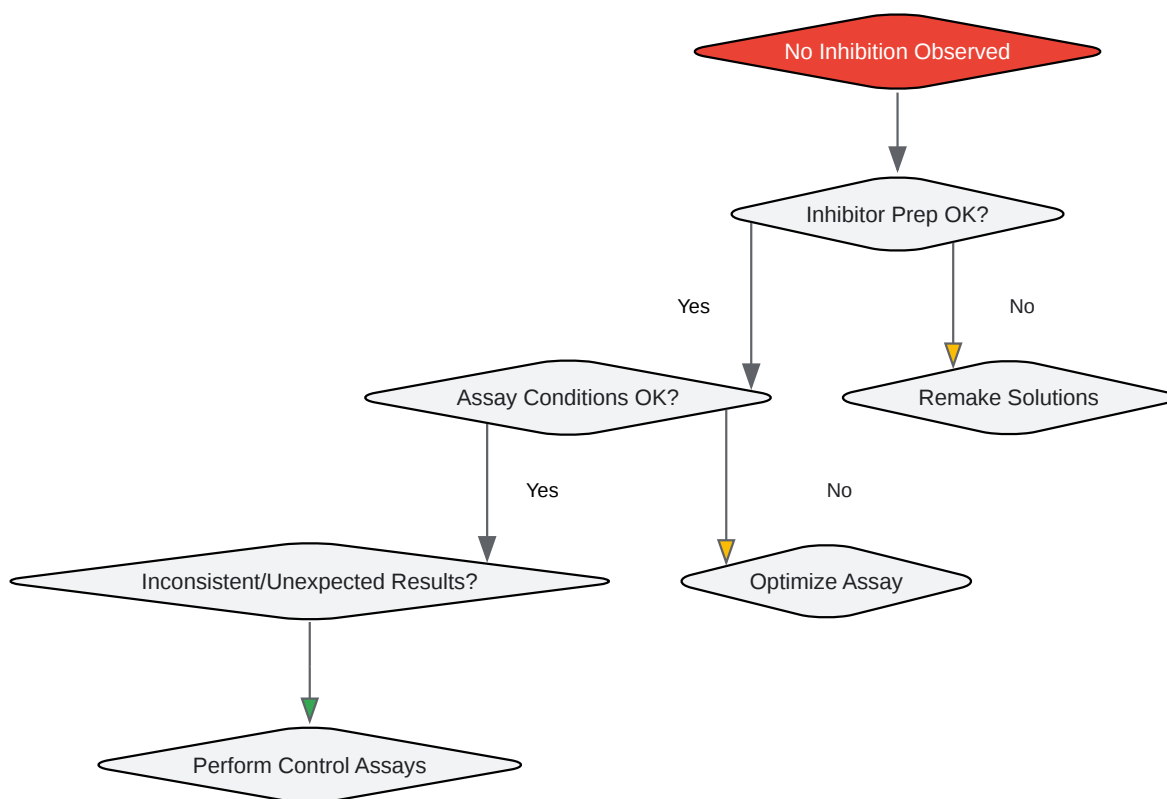 No Inhibition Observed
Inhibitor Prep OK?
Yes
No
Assay Conditions OK?
Remake Solutions
Yes
No
Inconsistent/Unexpected Results?
Optimize Assay
Perform Control Assays